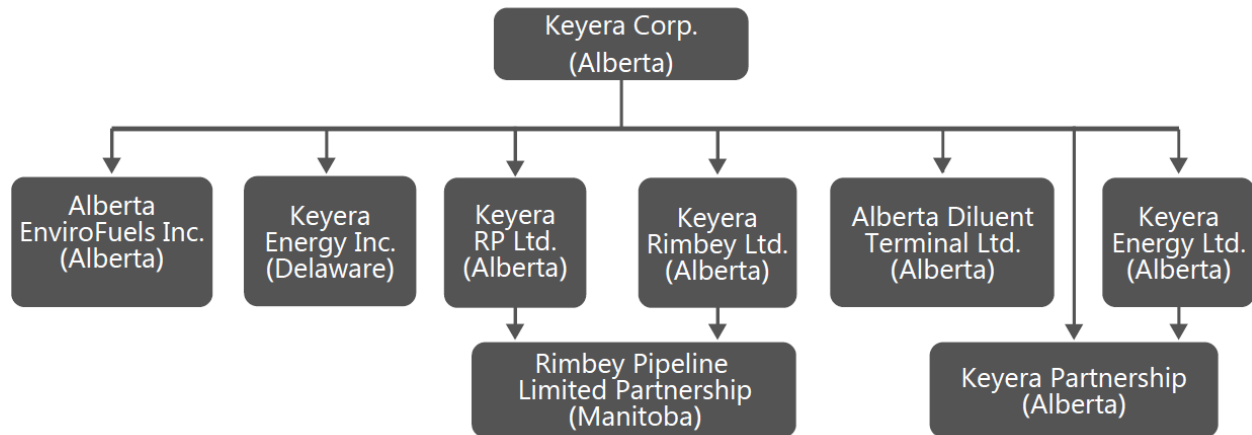 Keyera Corp.
(Alberta)
Alberta
EnviroFuels Inc.
(Alberta)
Keyera
Energy Inc.
(Delaware)
Keyera
RP Ltd.
(Alberta)
Keyera
Rimbey Ltd.
(Alberta)
Alberta Diluent
Terminal Ltd.
(Alberta)
Keyera
Energy Ltd.
(Alberta)
Rimbey Pipeline
Limited Partnership
(Manitoba)
Keyera Partnership
(Alberta)